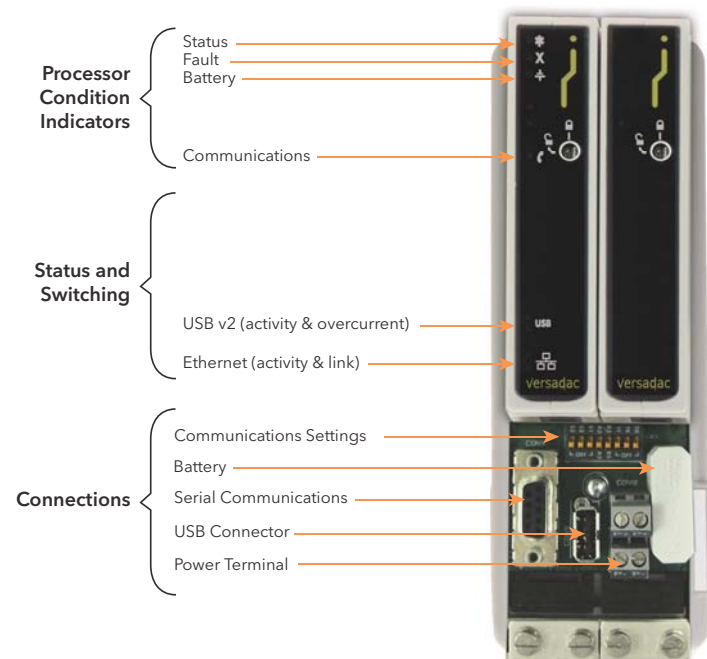 Processor
Condition
Indicators
Status
Fault
Battery
Communications
Status and
Switching
USB v2 (activity & overcurrent)
Ethernet (activity & link)
Connections
Communications Settings
Battery
Serial Communications
USB Connector
Power Terminal
USB
versadac
versadac